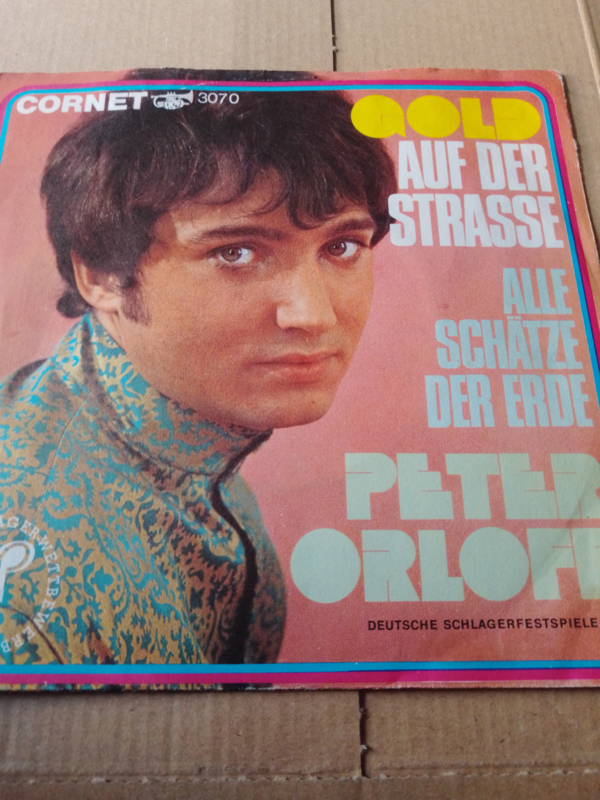 CORNET 3070
GOLD
AUF DER
STRASSE
ALLE
SCHÄTZE
DER ERDE
PETER
ORLOFF
DEUTSCHE SCHLAGERFESTSPIELE